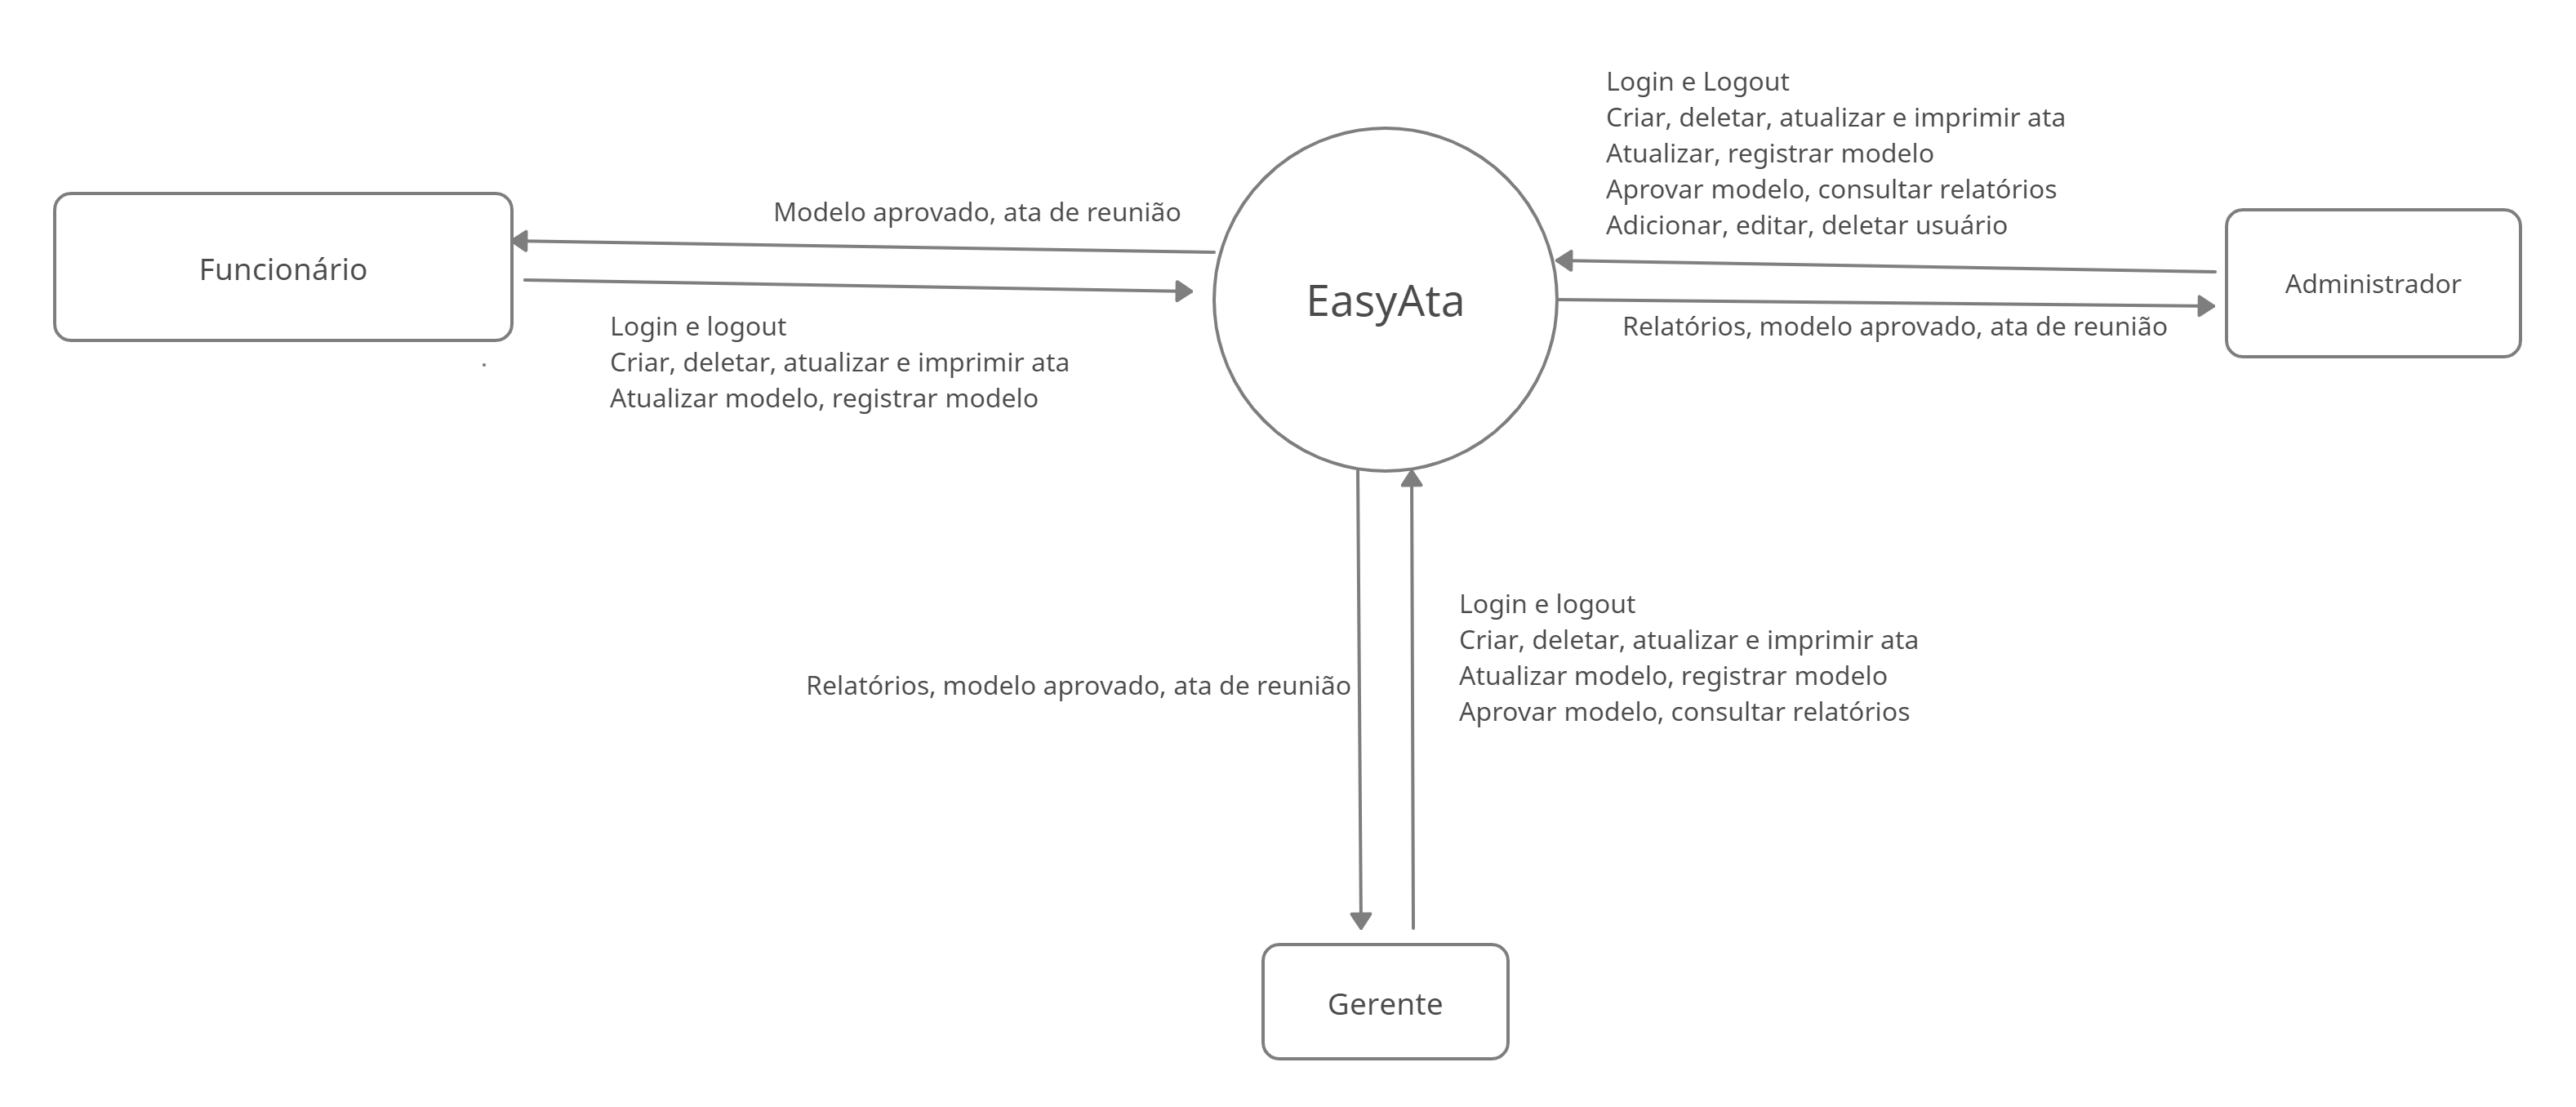 Login e Logout
Criar, deletar, atualizar e imprimir ata
Atualizar, registrar modelo
Aprovar modelo, consultar relatórios
Adicionar, editar, deletar usuário
Modelo aprovado, ata de reunião
Funcionário
EasyAta
Administrador
Login e logout
Criar, deletar, atualizar e imprimir ata
Atualizar modelo, registrar modelo
Relatórios, modelo aprovado, ata de reunião
Login e logout
Criar, deletar, atualizar e imprimir ata
Atualizar modelo, registrar modelo
Aprovar modelo, consultar relatórios
Relatórios, modelo aprovado, ata de reunião
Gerente